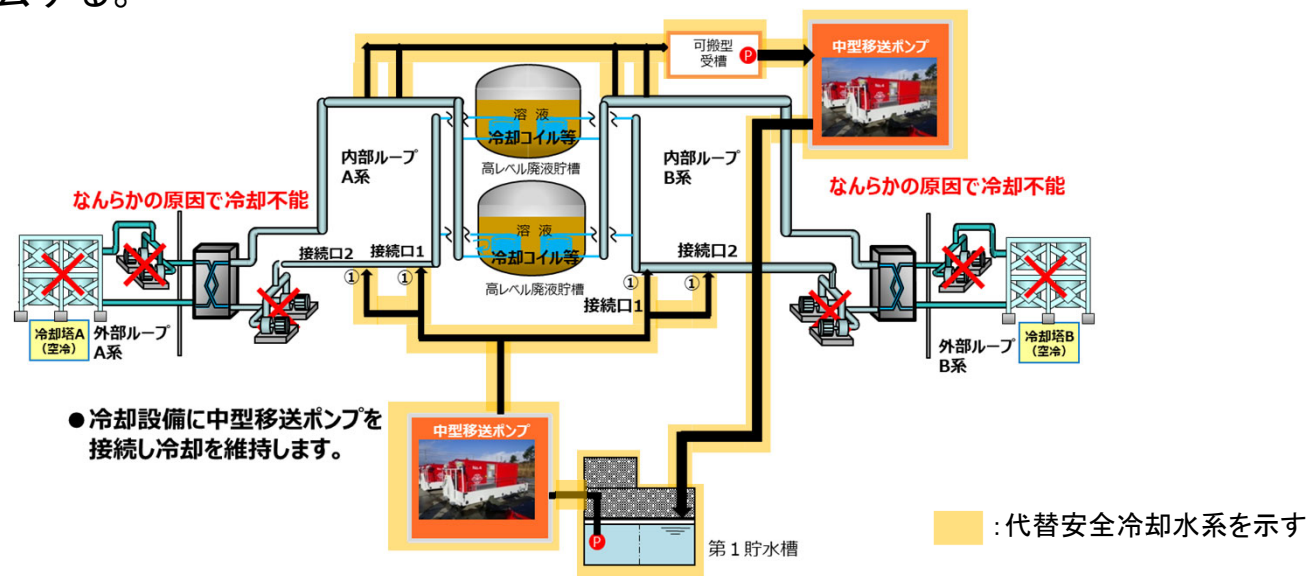 ムする。
可搬型
受槽
P
中型移送ポンプ
溶 液
冷却コイル等
高レベル廃液貯槽
内部ループ
A系
内部ループ
B系
なんらかの原因で冷却不能
なんらかの原因で冷却不能
溶 液
冷却コイル等
高レベル廃液貯槽
接続口2
接続口1
①
①
接続口2
①
①
接続口1
冷却塔A
(空冷)
外部ループ
A系
外部ループ
B系
冷却塔B
(空冷)
●冷却設備に中型移送ポンプを
接続し冷却を維持します。
中型移送ポンプ
P
第1貯水槽
:代替安全冷却水系を示す